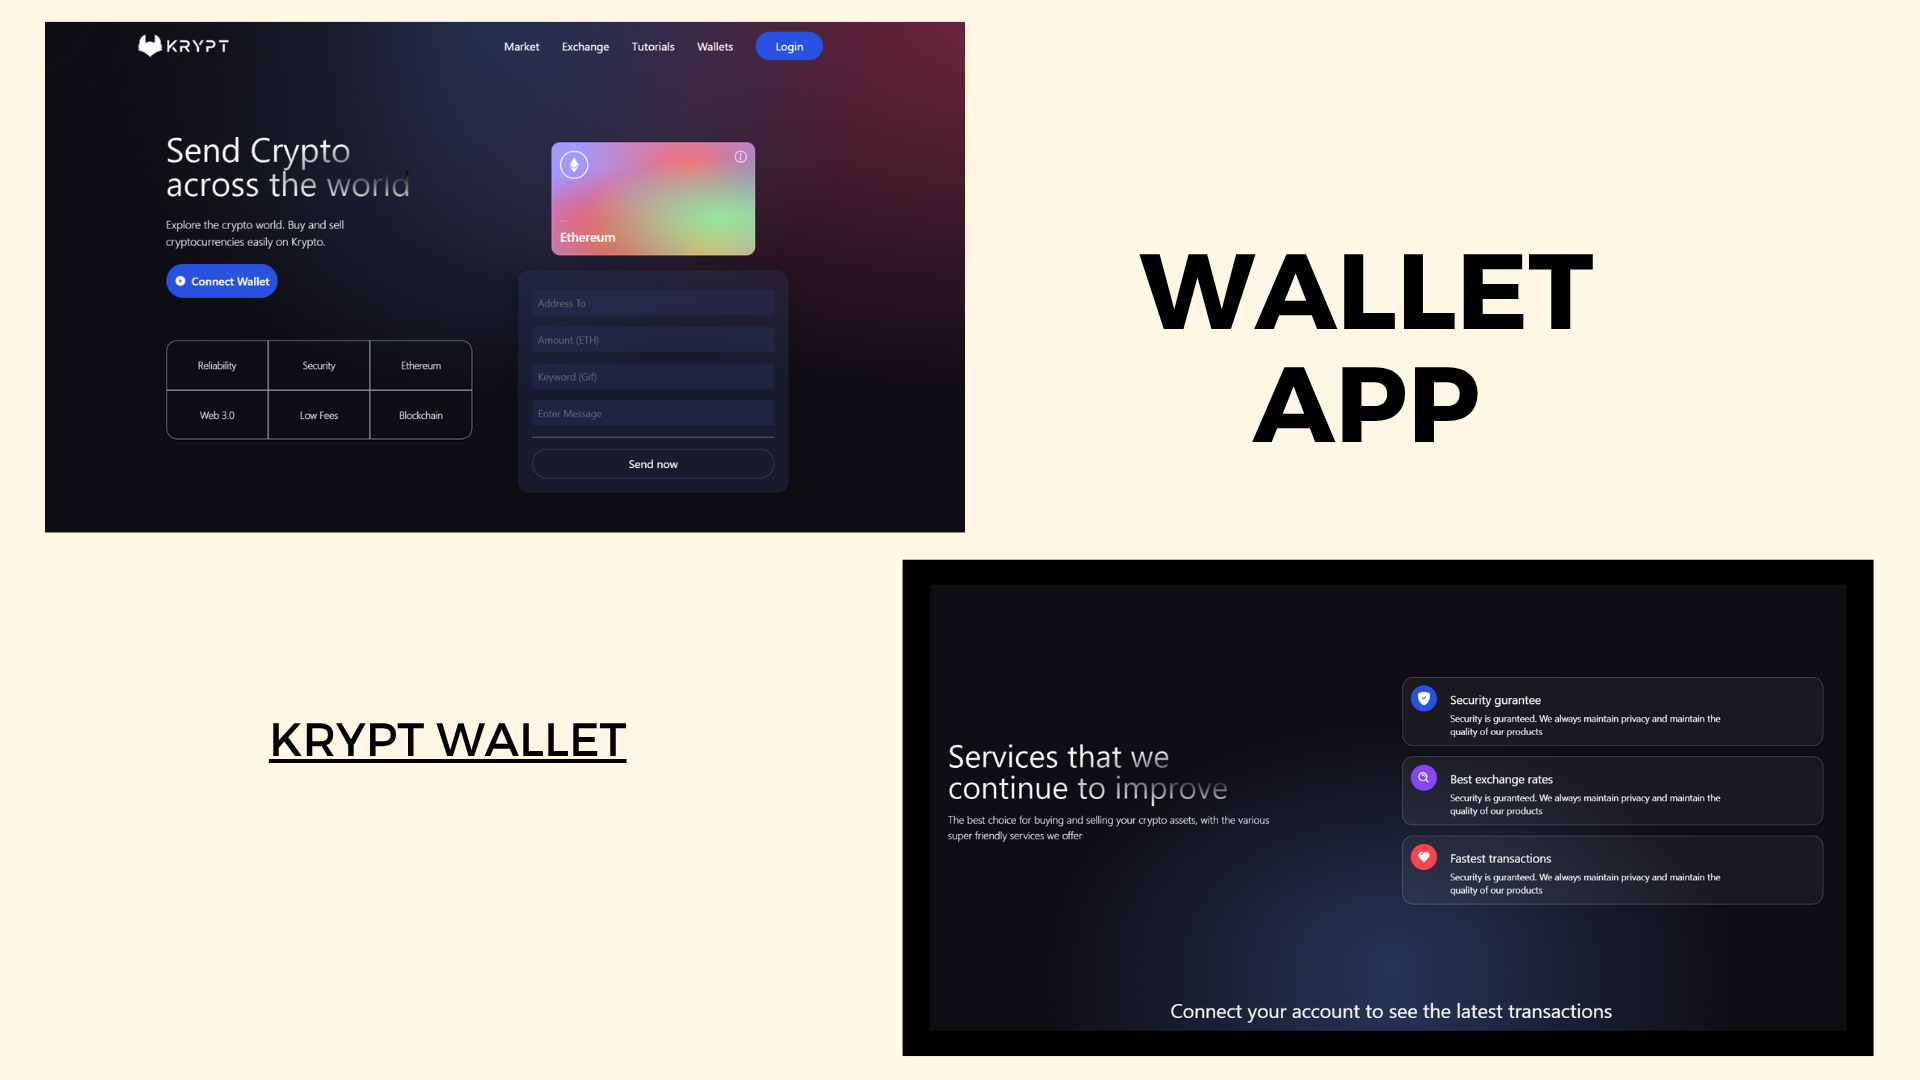 KRYPT
Market Exchange Tutorials Wallets Login
Send Crypto
across the world
Explore the crypto world. Buy and sell
cryptocurrencies easily on Krypto.
Connect Wallet
Reliability Security Ethereum
Web 3.0 Low Fees Blockchain
...
Ethereum
Address To
Amount (ETH)
Keyword (Gif)
Enter Message
Send now
WALLET
APP
KRYPT WALLET
Services that we
continue to improve
The best choice for buying and selling your crypto assets, with the various
super friendly services we offer
Security gurantee
Security is guranteed. We always maintain privacy and maintain the
quality of our products
Best exchange rates
Security is guranteed. We always maintain privacy and maintain the
quality of our products
Fastest transactions
Security is guranteed. We always maintain privacy and maintain the
quality of our products
Connect your account to see the latest transactions